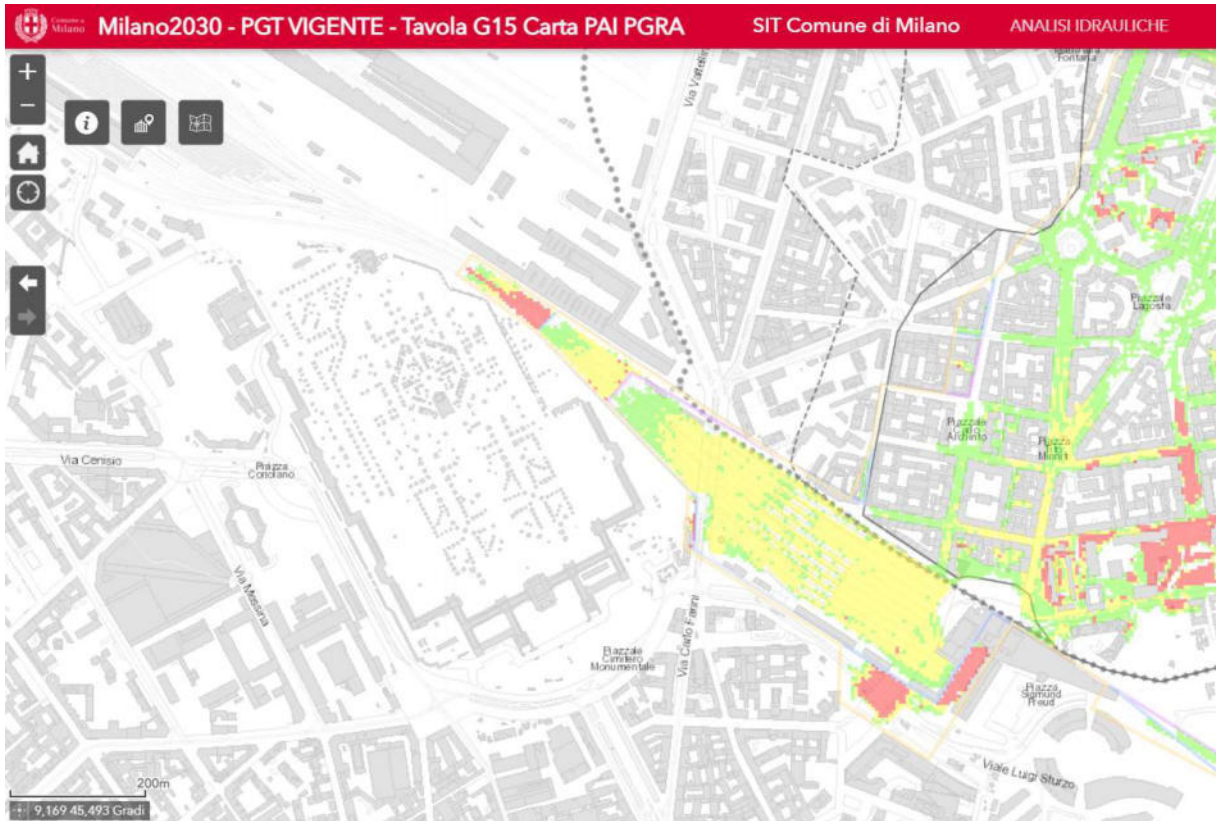 Comune di Milano
Milano2030 - PGT VIGENTE - Tavola G15 Carta PAI PGRA
SIT Comune di Milano
ANALISI IDRAULICHE
Fontana
Via Valtellina
Piazzale Lagosta
Piazzale Carlo Archinto
Piazza Tito Minniti
Via Cenisio
Piazza Coriolano
Via Messina
Via Carlo Farini
Piazzale Cimitero Monumentale
Piazza Sigmund Freud
Viale Luigi Sturzo
200m
9,169 45,493 Gradi